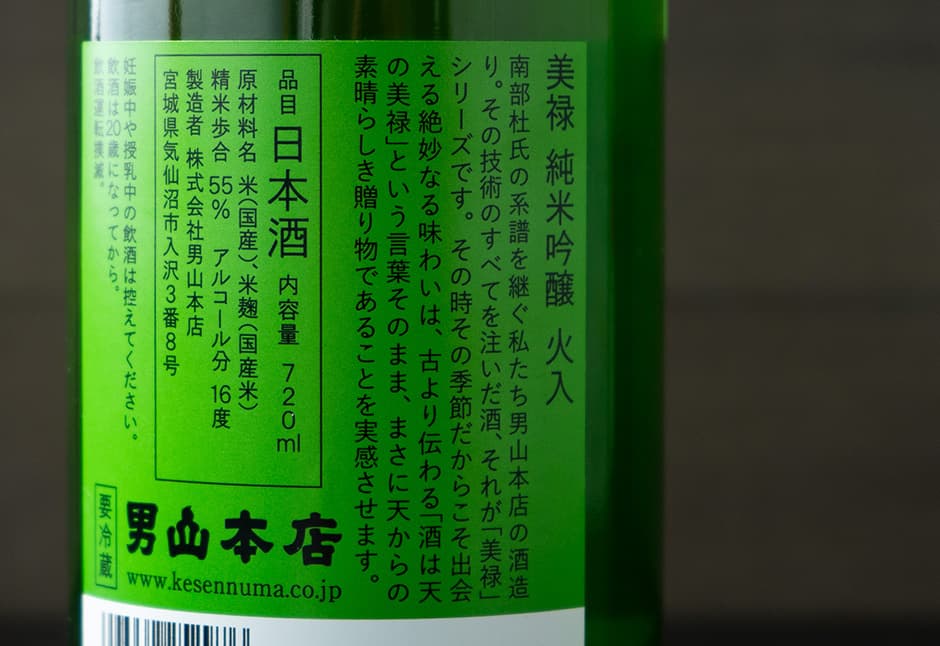 美禄 純米吟醸 火入
南部杜氏の系譜を継ぐ私たち男山本店の酒造
り。その技術のすべてを注いだ酒、それが「美禄」
シリーズです。その時その季節だからこそ出会
える絶妙なる味わいは、古より伝わる「酒は天
の美禄」という言葉そのまま、まさに天からの
素晴らしき贈り物であることを実感させます。
品目 日本酒 内容量 720ml
原材料名 米(国産)、米麹(国産米)
精米歩合 55% アルコール分 16度
製造者 株式会社男山本店
宮城県気仙沼市入沢3番8号
妊娠中や授乳中の飲酒は控えてください。
飲酒は20歳になってから。
飲酒運転撲滅。
要冷蔵
男山本店
www.kesennuma.co.jp